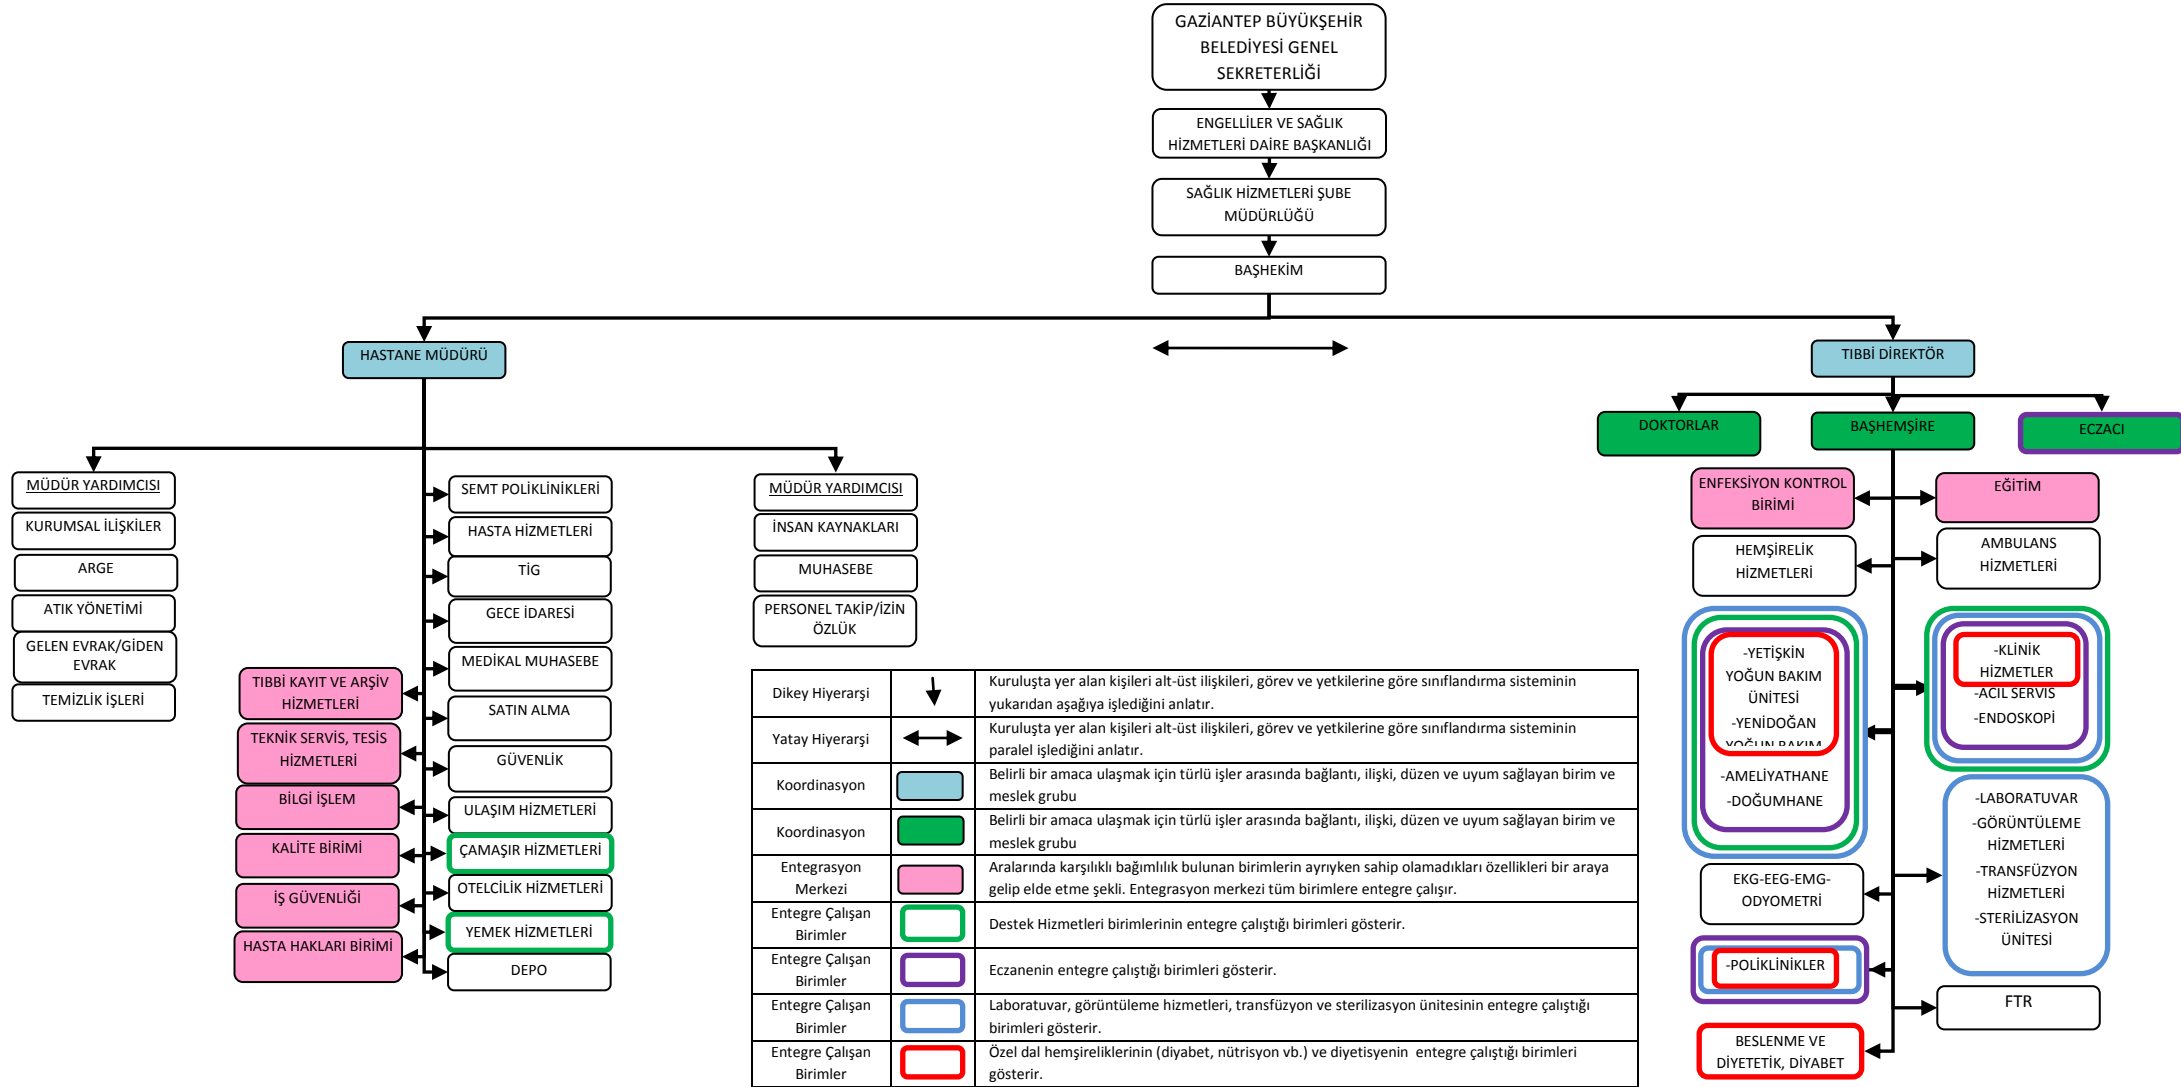 GAZİANTEP BÜYÜKŞEHİR
BELEDİYESİ GENEL
SEKRETERLİĞİ
ENGELLİLER VE SAĞLIK
HİZMETLERİ DAİRE BAŞKANLIĞI
SAĞLIK HİZMETLERİ ŞUBE
MÜDÜRLÜĞÜ
BAŞHEKİM
HASTANE MÜDÜRÜ
TIBBİ DİREKTÖR
DOKTORLAR
BAŞHEMŞİRE
ECZACI
MÜDÜR YARDIMCISI
KURUMSAL İLİŞKİLER
ARGE
ATIK YÖNETİMİ
GELEN EVRAK/GİDEN
EVRAK
TEMİZLİK İŞLERİ
TIBBİ KAYIT VE ARŞİV
HİZMETLERİ
TEKNİK SERVIS, TESİS
HİZMETLERİ
BİLGİ İŞLEM
KALİTE BİRİMİ
İŞ GÜVENLİĞİ
HASTA HAKLARI BİRİMİ
SEMT POLİKLİNİKLERİ
HASTA HİZMETLERİ
TİG
GECE İDARESİ
MEDİKAL MUHASEBE
SATIN ALMA
GÜVENLİK
ULAŞIM HİZMETLERİ
ÇAMAŞIR HİZMETLERİ
OTELCİLİK HİZMETLERİ
YEMEK HİZMETLERİ
DEPO
MÜDÜR YARDIMCISI
İNSAN KAYNAKLARI
MUHASEBE
PERSONEL TAKİP/İZİN
ÖZLÜK
ENFEKSİYON KONTROL
BİRİMİ
EĞİTİM
HEMŞİRELİK
HİZMETLERİ
AMBULANS
HİZMETLERİ
-YETİŞKİN
YOĞUN BAKIM
ÜNİTESİ
-YENİDOĞAN
YOĞUN BAKIM
-AMELİYATHANE
-DOĞUMHANE
-KLİNİK
HİZMETLER
-ACİL SERVİS
-ENDOSKOPİ
-LABORATUVAR
-GÖRÜNTÜLEME
HİZMETLERİ
-TRANSFÜZYON
HİZMETLERİ
-STERİLİZASYON
ÜNİTESİ
EKG-EEG-EMG-
ODYOMETRİ
-POLİKLİNİKLER
FTR
BESLENME VE
DİYETETİK, DİYABET
Dikey Hiyerarşi
Kuruluşta yer alan kişileri alt-üst ilişkileri, görev ve yetkilerine göre sınıflandırma sisteminin
yukarıdan aşağıya işlediğini anlatır.
Yatay Hiyerarşi
Kuruluşta yer alan kişileri alt-üst ilişkileri, görev ve yetkilerine göre sınıflandırma sisteminin
paralel işlediğini anlatır.
Koordinasyon
Belirli bir amaca ulaşmak için türlü işler arasında bağlantı, ilişki, düzen ve uyum sağlayan birim ve
meslek grubu
Koordinasyon
Belirli bir amaca ulaşmak için türlü işler arasında bağlantı, ilişki, düzen ve uyum sağlayan birim ve
meslek grubu
Entegrasyon
Merkezi
Aralarında karşılıklı bağımlılık bulunan birimlerin ayrıyken sahip olamadıkları özellikleri bir araya
gelip elde etme şekli. Entegrasyon merkezi tüm birimlere entegre çalışır.
Entegre Çalışan
Birimler
Destek Hizmetleri birimlerinin entegre çalıştığı birimleri gösterir.
Entegre Çalışan
Birimler
Eczanenin entegre çalıştığı birimleri gösterir.
Entegre Çalışan
Birimler
Laboratuvar, görüntüleme hizmetleri, transfüzyon ve sterilizasyon ünitesinin entegre çalıştığı
birimleri gösterir.
Entegre Çalışan
Birimler
Özel dal hemşireliklerinin (diyabet, nütrisyon vb.) ve diyetisyenin entegre çalıştığı birimleri
gösterir.